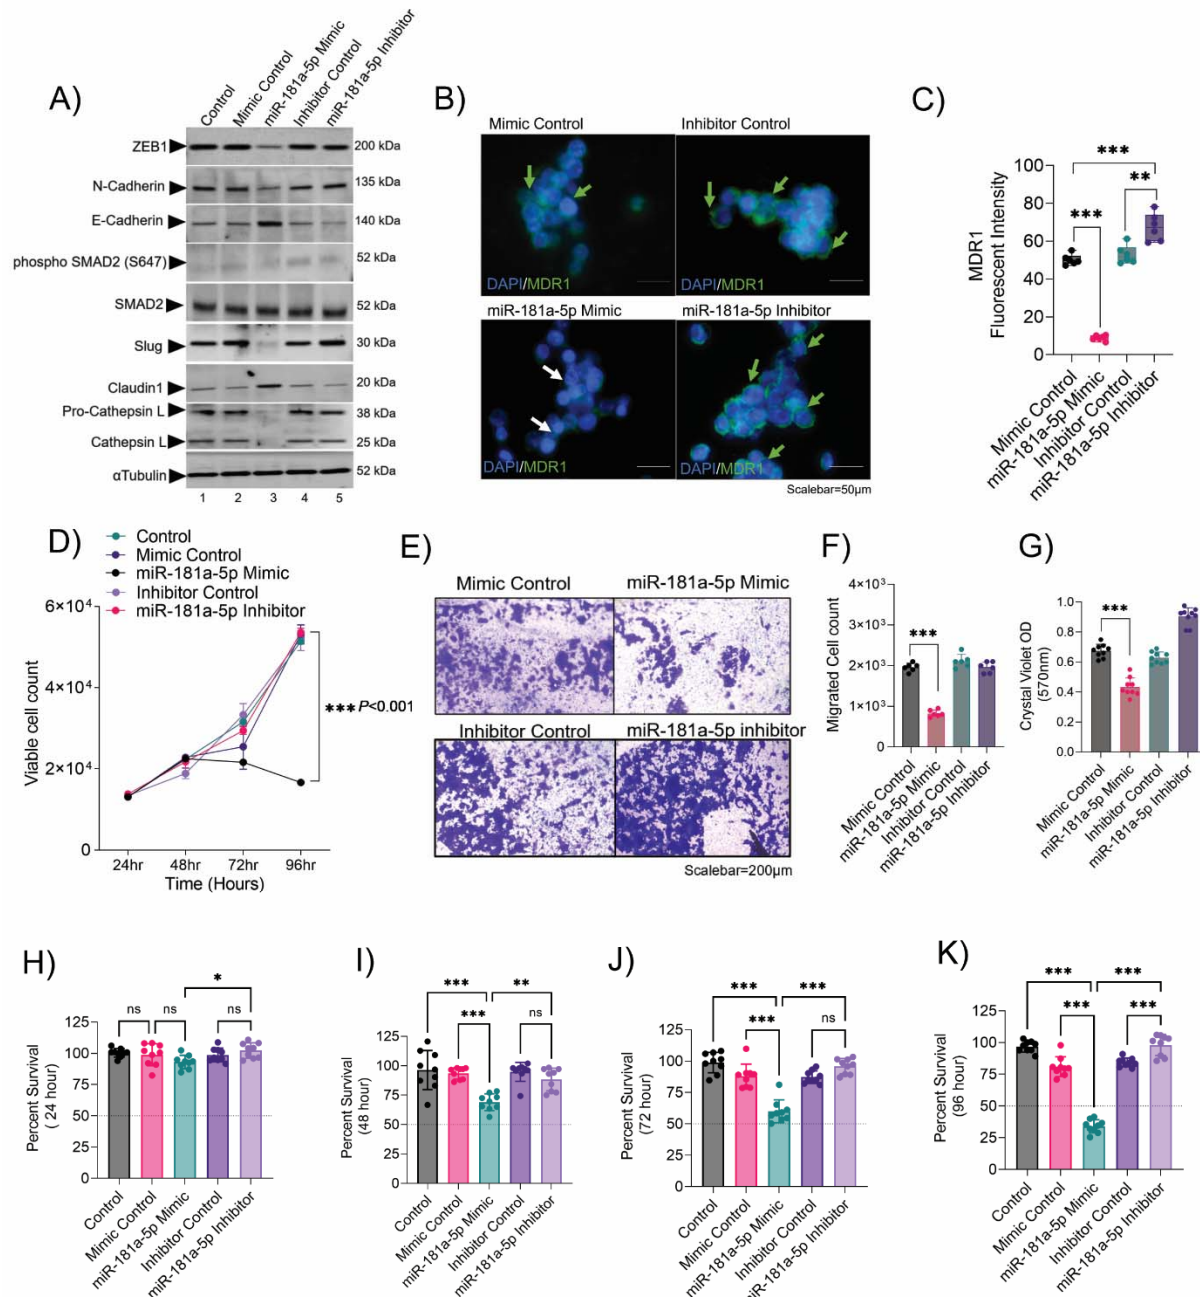 A)
Control
Mimic Control
miR-181a-5p Mimic
Inhibitor Control
miR-181a-5p Inhibitor
ZEB1 200 kDa
N-Cadherin 135 kDa
E-Cadherin 140 kDa
phospho SMAD2 (S647) 52 kDa
SMAD2 52 kDa
Slug 30 kDa
Claudin1 20 kDa
Pro-Cathepsin L 38 kDa
Cathepsin L 25 kDa
αTubulin 52 kDa
1 2 3 4 5
B)
Mimic Control
Inhibitor Control
DAPI/MDR1
DAPI/MDR1
miR-181a-5p Mimic
miR-181a-5p Inhibitor
DAPI/MDR1
DAPI/MDR1
Scalebar=50µm
C)
MDR1
Fluorescent Intensity
100
80
60
40
20
0
***
***
**
Mimic Control
miR-181a-5p Mimic
Inhibitor Control
miR-181a-5p Inhibitor
D)
Control
Mimic Control
miR-181a-5p Mimic
Inhibitor Control
miR-181a-5p Inhibitor
Viable cell count
6×10⁴
4×10⁴
2×10⁴
0
*** P<0.001
24hr 48hr 72hr 96hr
Time (Hours)
E)
Mimic Control
miR-181a-5p Mimic
Inhibitor Control
miR-181a-5p inhibitor
Scalebar=200µm
F)
Migrated Cell count
4×10³
3×10³
2×10³
1×10³
0
***
Mimic Control
miR-181a-5p Mimic
Inhibitor Control
miR-181a-5p Inhibitor
G)
Crystal Violet OD
(570nm)
1.0
0.8
0.6
0.4
0.2
0.0
***
Mimic Control
miR-181a-5p Mimic
Inhibitor Control
miR-181a-5p Inhibitor
H)
Percent Survival
( 24 hour)
125
100
75
50
25
0
ns
ns
*
ns
Control
Mimic Control
miR-181a-5p Mimic
Inhibitor Control
miR-181a-5p Inhibitor
I)
Percent Survival
(48 hour)
125
100
75
50
25
0
***
**
***
ns
Control
Mimic Control
miR-181a-5p Mimic
Inhibitor Control
miR-181a-5p Inhibitor
J)
Percent Survival
(72 hour)
125
100
75
50
25
0
***
***
***
ns
Control
Mimic Control
miR-181a-5p Mimic
Inhibitor Control
miR-181a-5p Inhibitor
K)
Percent Survival
(96 hour)
125
100
75
50
25
0
***
***
***
***
Control
Mimic Control
miR-181a-5p Mimic
Inhibitor Control
miR-181a-5p Inhibitor